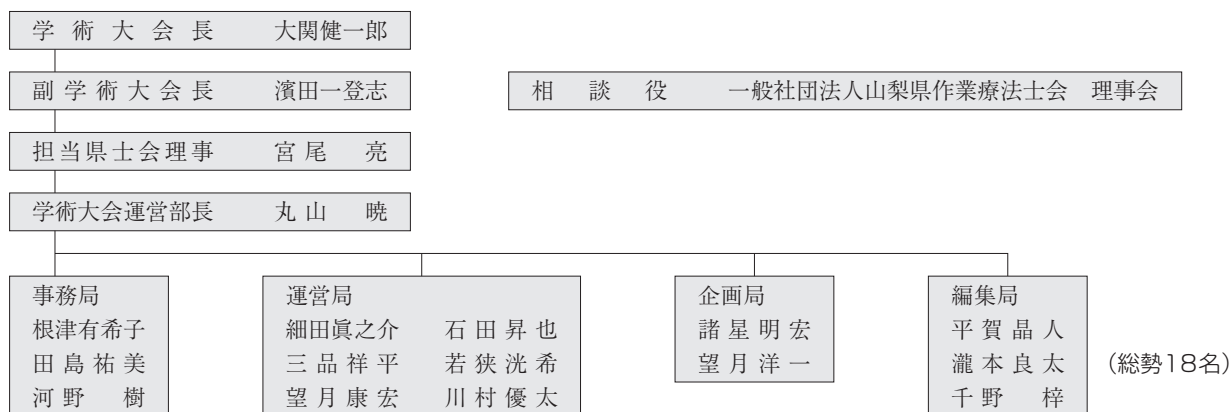 学術大会長 大関健一郎
副学術大会長 濱田一登志
相談役 一般社団法人山梨県作業療法士会 理事会
担当県士会理事 宮尾 亮
学術大会運営部長 丸山 暁
事務局
根津有希子
田島祐美
河野 樹
運営局
細田眞之介 石田昇也
三品祥平 若狭洸希
望月康宏 川村優太
企画局
諸星明宏
望月洋一
編集局
平賀晶人
瀧本良太
千野 梓
(総勢18名)